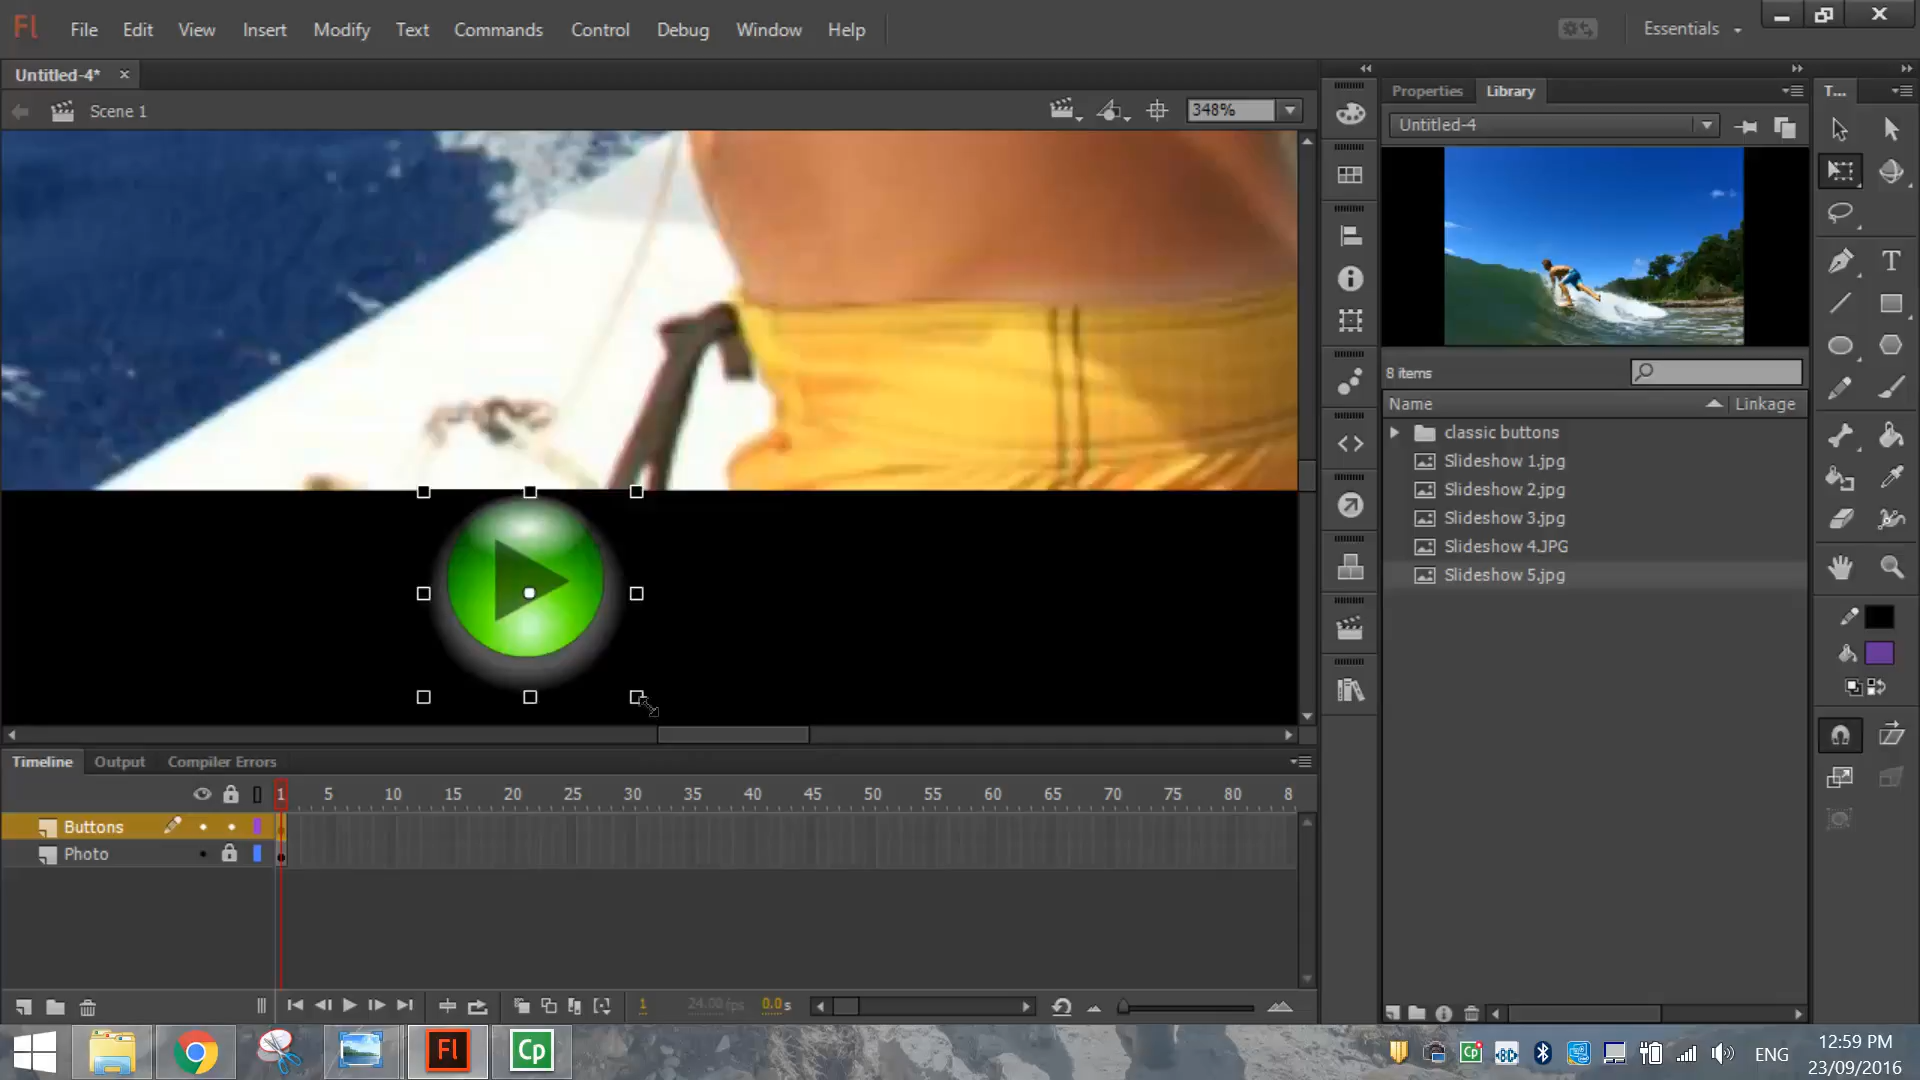 Fl File Edit View Insert Modify Text Commands Control Debug Window Help Essentials
Untitled-4*
Scene 1
348%
Properties Library T...
Untitled-4
8 items
Name Linkage
classic buttons
Slideshow 1.jpg
Slideshow 2.jpg
Slideshow 3.jpg
Slideshow 4.JPG
Slideshow 5.jpg
Timeline Output Compiler Errors
1 5 10 15 20 25 30 35 40 45 50 55 60 65 70 75 80 8
Buttons
Photo
1 24.00 fps 0.0 s
Fl Cp Cp ENG
12:59 PM
23/09/2016